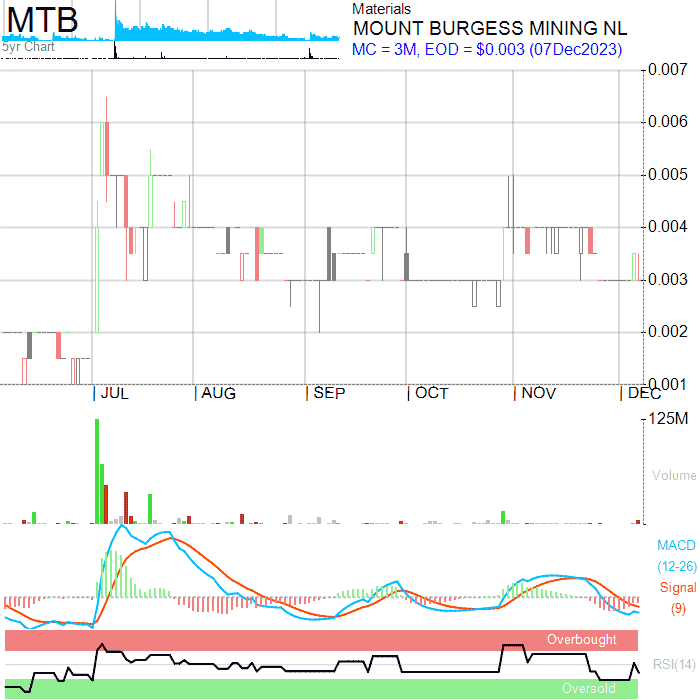 MTB
5yr Chart
Materials
MOUNT BURGESS MINING NL
MC = 3M, EOD = $0.003 (07Dec2023)
0.007
0.006
0.005
0.004
0.003
0.002
0.001
JUL AUG SEP OCT NOV DEC
125M
Volume
MACD
(12-26)
Signal
(9)
Overbought
RSI(14)
Oversold